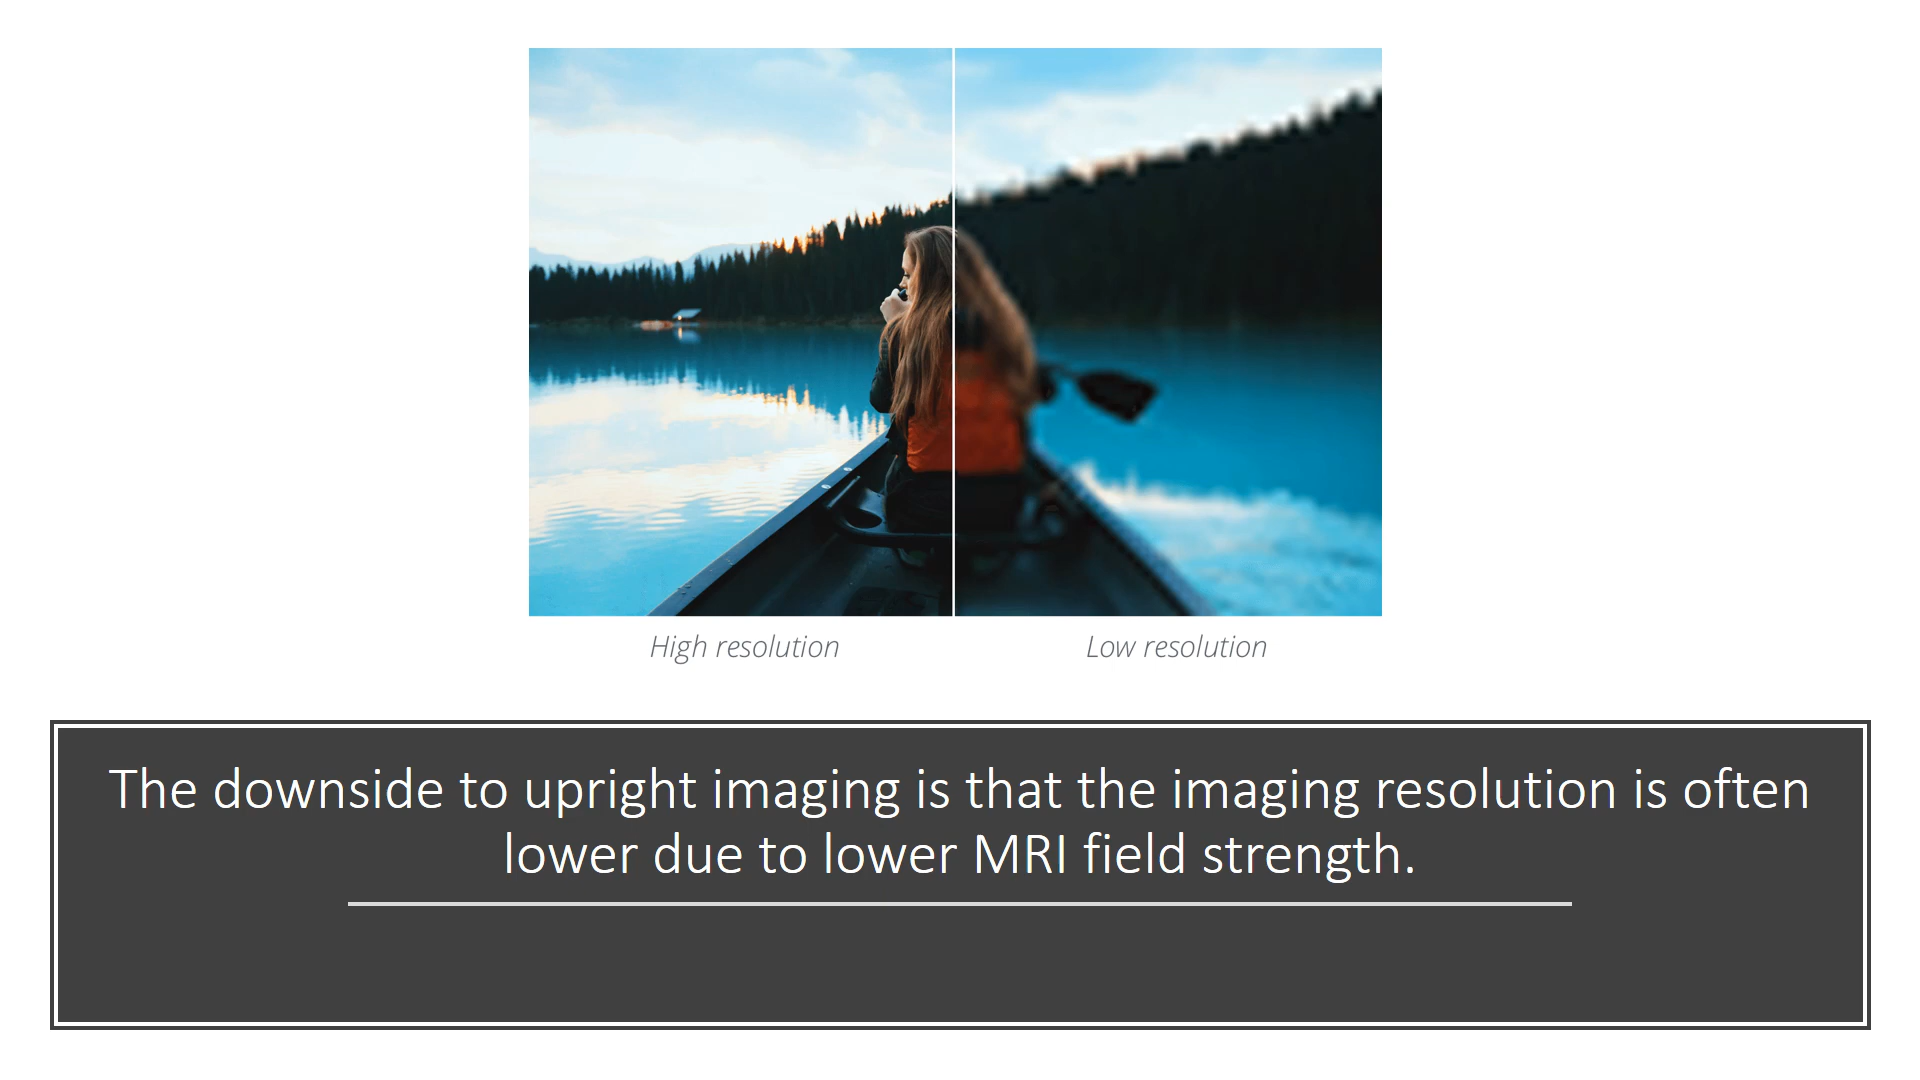 High resolution
Low resolution
The downside to upright imaging is that the imaging resolution is often
lower due to lower MRI field strength.